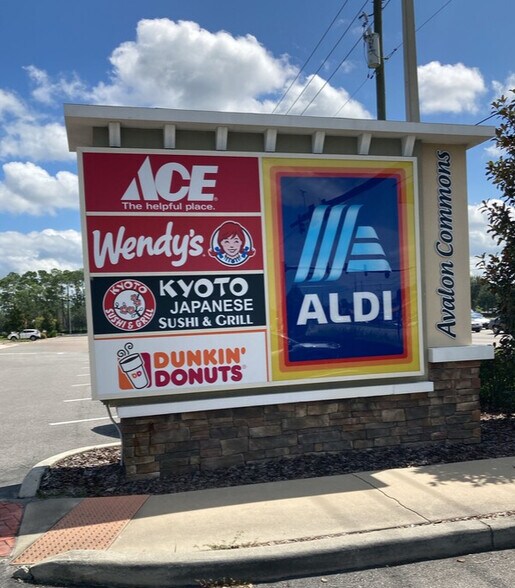 ACE
The helpful place.
Wendy's
KYOTO
SUSHI & GRILL
KYOTO
JAPANESE
SUSHI & GRILL
DUNKIN'
DONUTS
ALDI
Avalon Commons